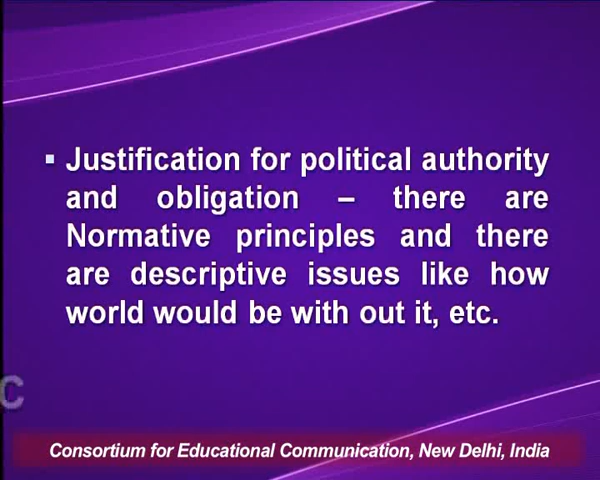 ▪ Justification for political authority
and obligation – there are
Normative principles and there
are descriptive issues like how
world would be with out it, etc.
C
Consortium for Educational Communication, New Delhi, India